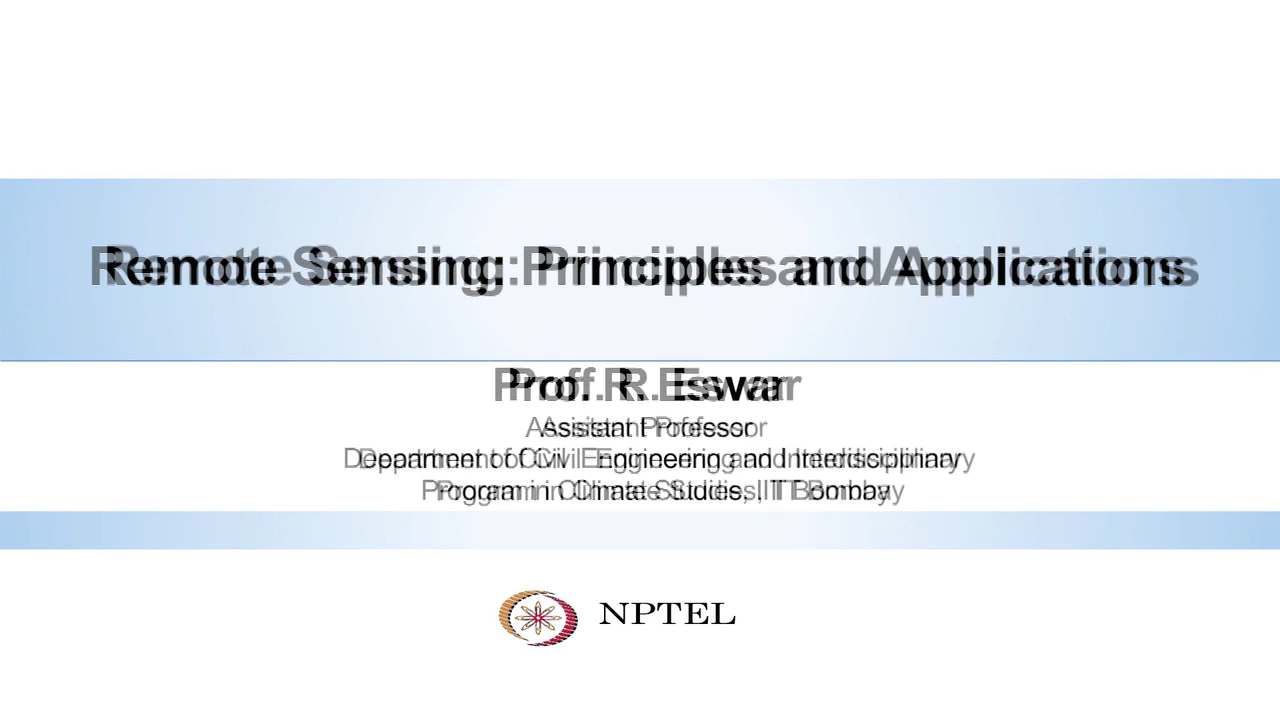 Remote Sensing: Principles and Applications
Prof. R. Eswar
Assistant Professor
Department of Civil Engineering and Interdisciplinary
Program in Climate Studies, IIT Bombay
NPTEL